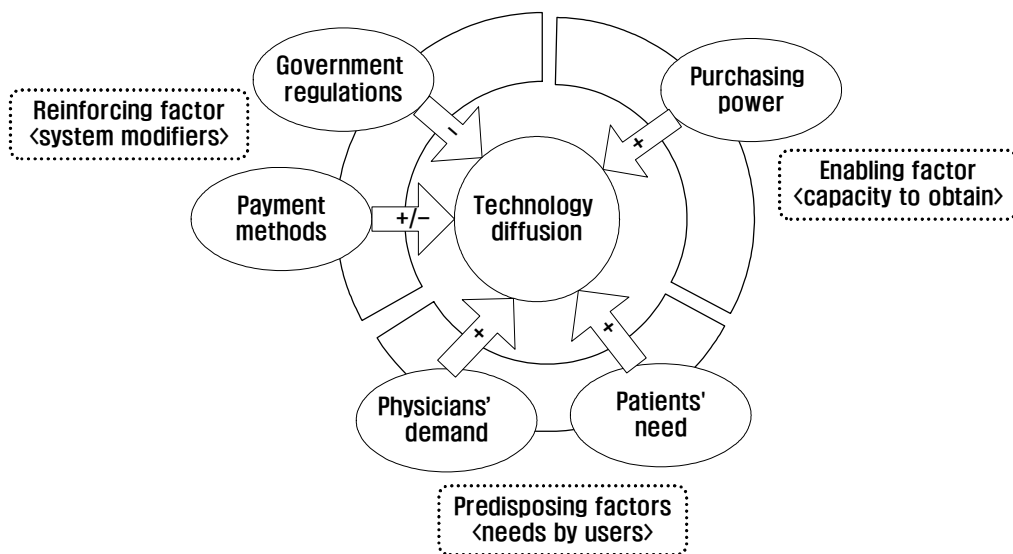 Government
regulations
-
Purchasing
power
+
Reinforcing factor
<system modifiers>
Enabling factor
<capacity to obtain>
Payment
methods
+/−
Technology
diffusion
+
+
Physicians'
demand
Patients'
need
Predisposing factors
<needs by users>